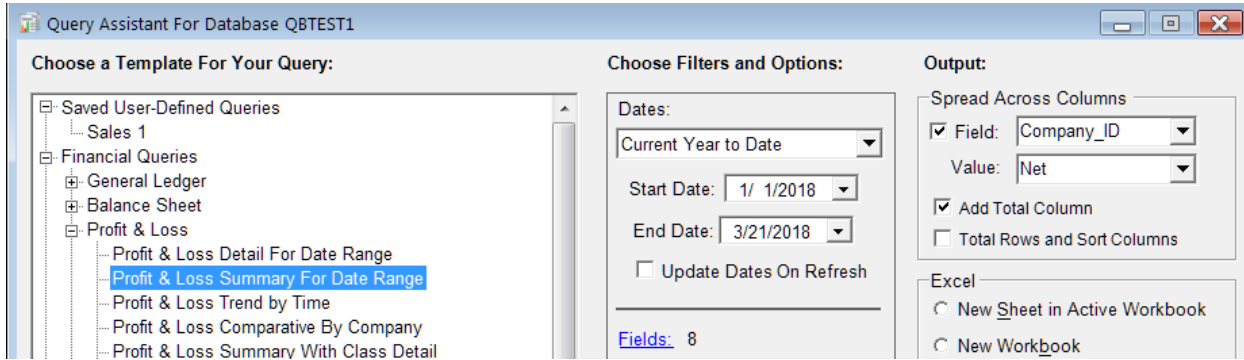 Query Assistant For Database QBTEST1
Choose a Template For Your Query:
Saved User-Defined Queries
Sales 1
Financial Queries
General Ledger
Balance Sheet
Profit & Loss
Profit & Loss Detail For Date Range
Profit & Loss Summary For Date Range
Profit & Loss Trend by Time
Profit & Loss Comparative By Company
Profit & Loss Summary With Class Detail
Choose Filters and Options:
Dates:
Current Year to Date
Start Date: 1/ 1/2018
End Date: 3/21/2018
Update Dates On Refresh
Fields: 8
Output:
Spread Across Columns
Field: Company_ID
Value: Net
Add Total Column
Total Rows and Sort Columns
Excel
New Sheet in Active Workbook
New Workbook